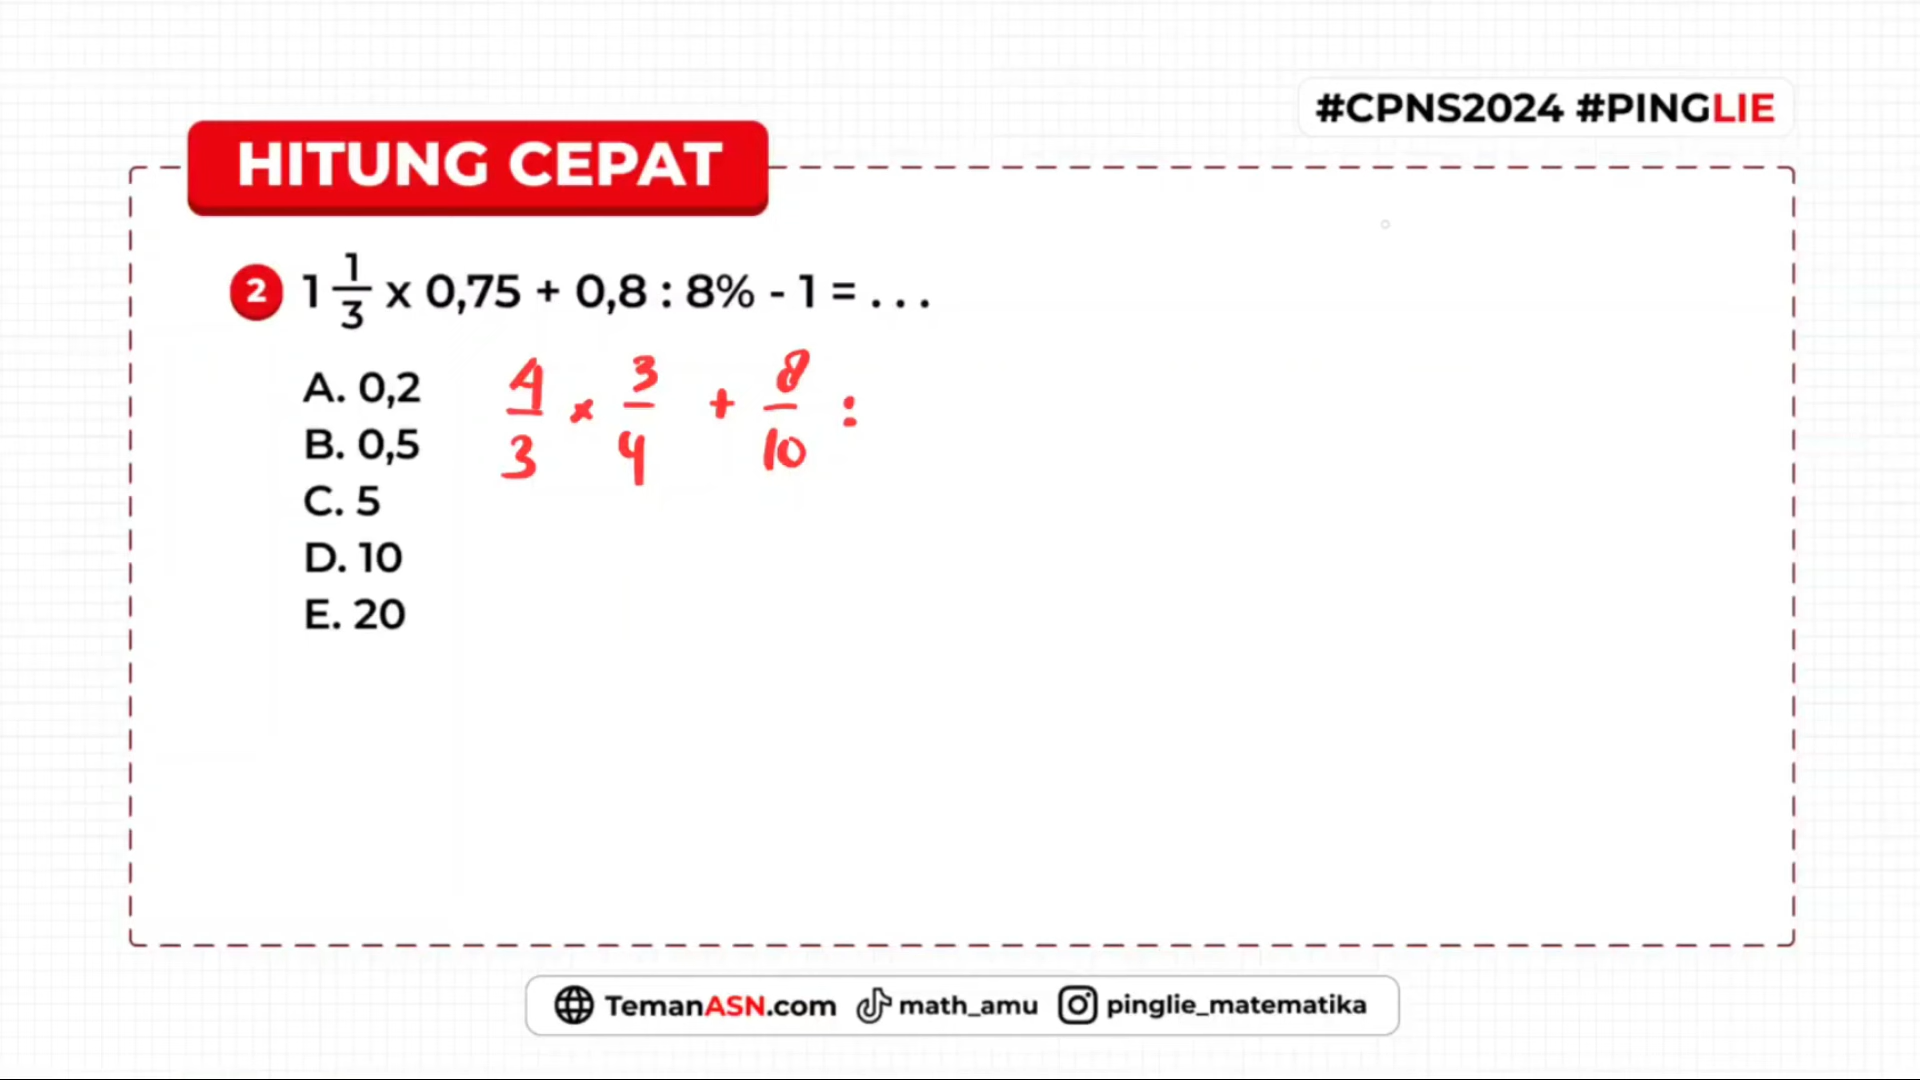 #CPNS2024 #PINGLIE
HITUNG CEPAT
2 1 1/3 x 0,75 + 0,8 : 8% - 1 = . . .
A. 0,2
B. 0,5
C. 5
D. 10
E. 20
4/3 × 3/4 + 8/10 :
TemanASN.com math_amu pinglie_matematika